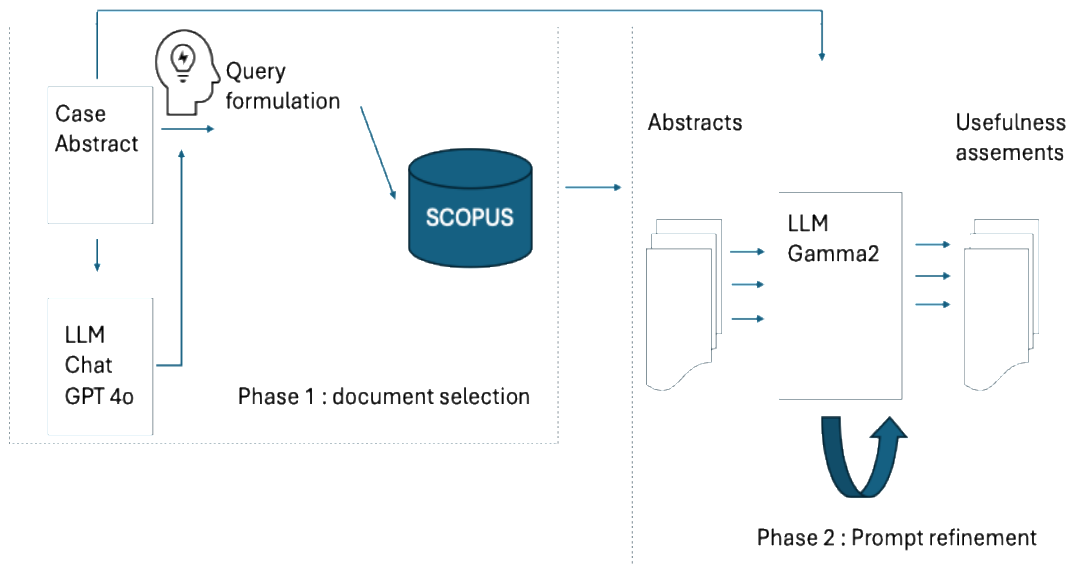 Case
Abstract
Query
formulation
SCOPUS
LLM
Chat
GPT 4o
Phase 1 : document selection
Abstracts
LLM
Gamma2
Usefulness
assements
Phase 2 : Prompt refinement